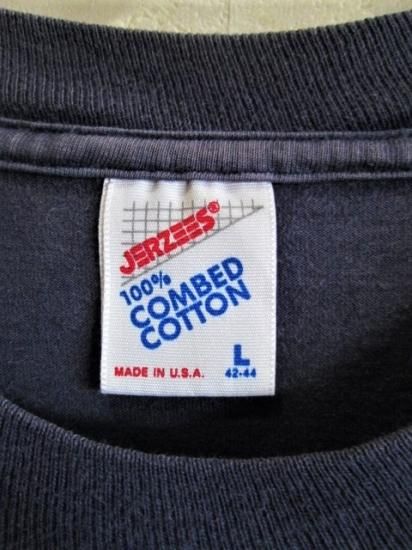 JERZEES®
100%
COMBED
COTTON
L
MADE IN U.S.A. 42-44